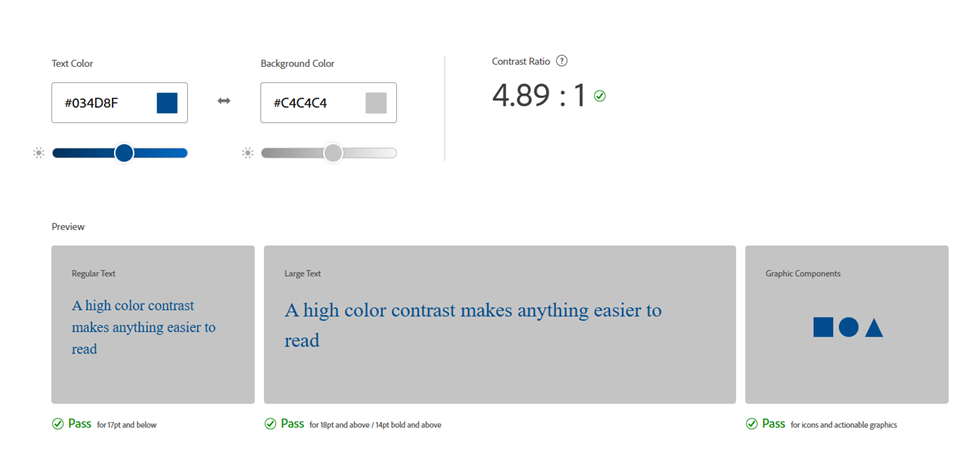 Text Color
Background Color
Contrast Ratio ?
#034D8F
#C4C4C4
4.89 : 1
Preview
Regular Text
A high color contrast
makes anything easier to
read
Large Text
A high color contrast makes anything easier to
read
Graphic Components
Pass for 17pt and below
Pass for 18pt and above / 14pt bold and above
Pass for icons and actionable graphics